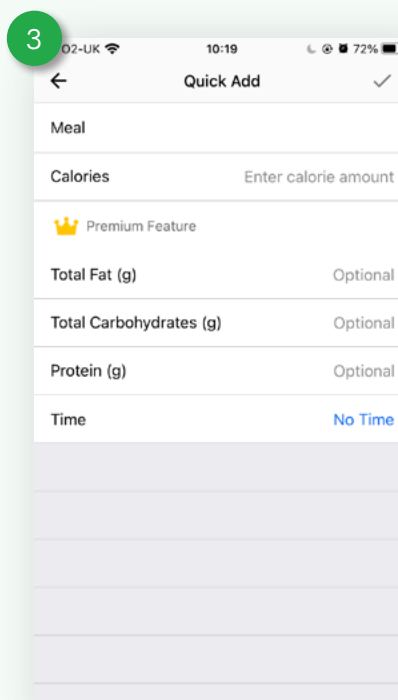 3
O2-UK 10:19 72%
Quick Add
Meal
Calories Enter calorie amount
Premium Feature
Total Fat (g) Optional
Total Carbohydrates (g) Optional
Protein (g) Optional
Time No Time